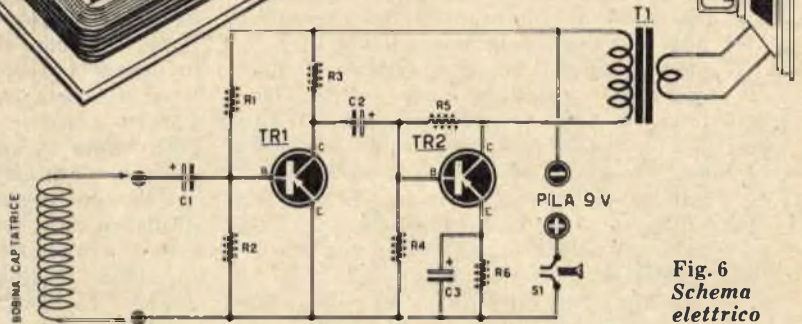 T1
R3
R1
C2
+
R5
TR1
TR2
C
C
+
B
B
C1
C
C
PILA 9 V
BOBINA CAPTATRICE
R2
R4
+
C3
R6
S1
Fig. 6
Schema
elettrico